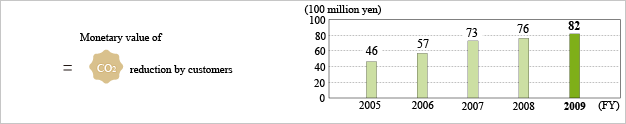 Monetary value of
= CO2 reduction by customers
(100 million yen)
100
80
60
40
20
0
46
57
73
76
82
2005 2006 2007 2008 2009 (FY)